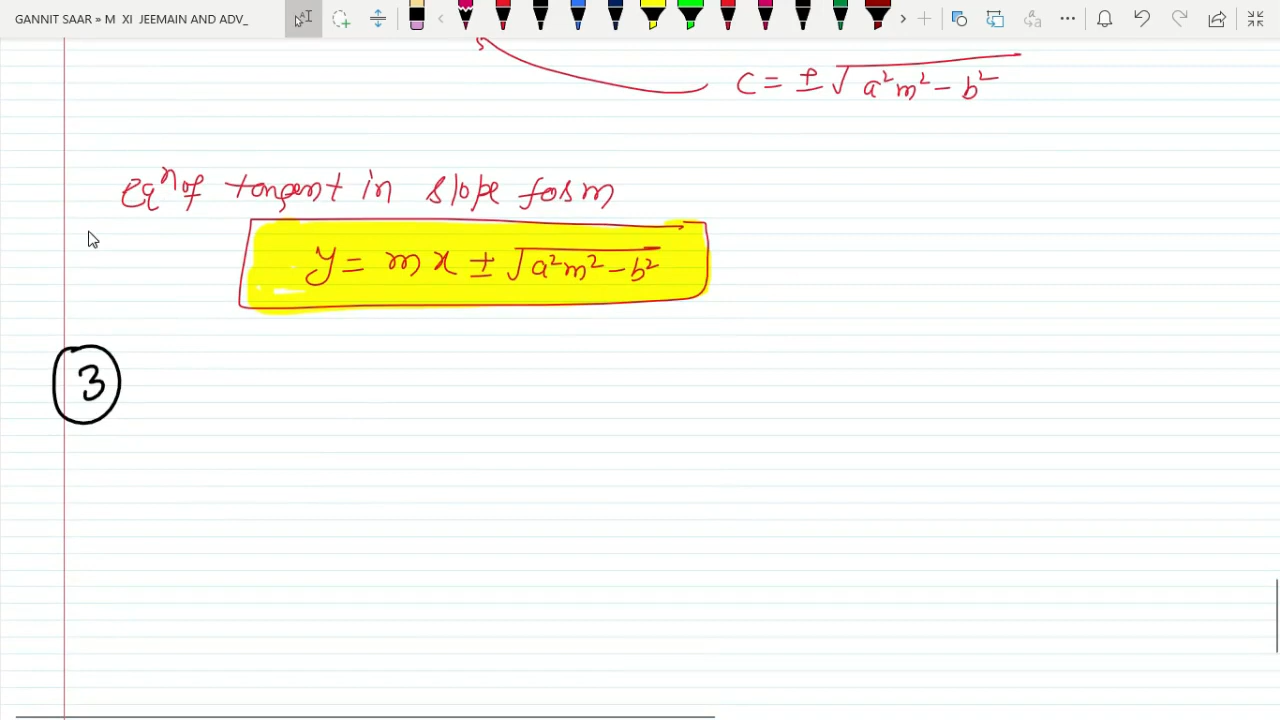 GANNIT SAAR » M XI JEEMAIN AND ADV_
C = ± √a²m² - b²
eqⁿ of tangent in slope form
y = mx ± √a²m² - b²
3